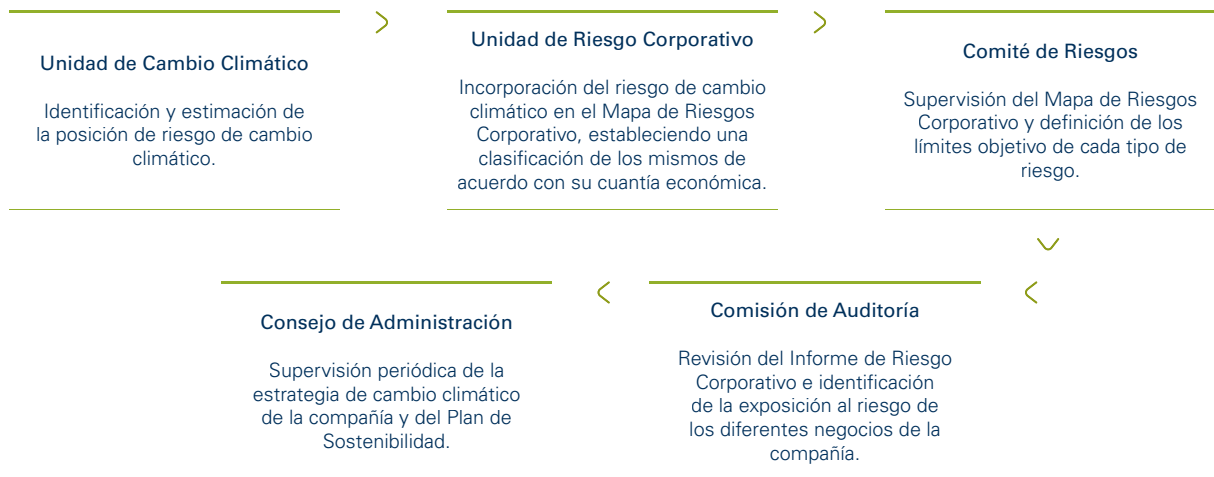 Unidad de Cambio Climático
Identificación y estimación de
la posición de riesgo de cambio
climático.
Unidad de Riesgo Corporativo
Incorporación del riesgo de cambio
climático en el Mapa de Riesgos
Corporativo, estableciendo una
clasificación de los mismos de
acuerdo con su cuantía económica.
Comité de Riesgos
Supervisión del Mapa de Riesgos
Corporativo y definición de los
límites objetivo de cada tipo de
riesgo.
Comisión de Auditoría
Revisión del Informe de Riesgo
Corporativo e identificación
de la exposición al riesgo de
los diferentes negocios de la
compañía.
Consejo de Administración
Supervisión periódica de la
estrategia de cambio climático
de la compañía y del Plan de
Sostenibilidad.